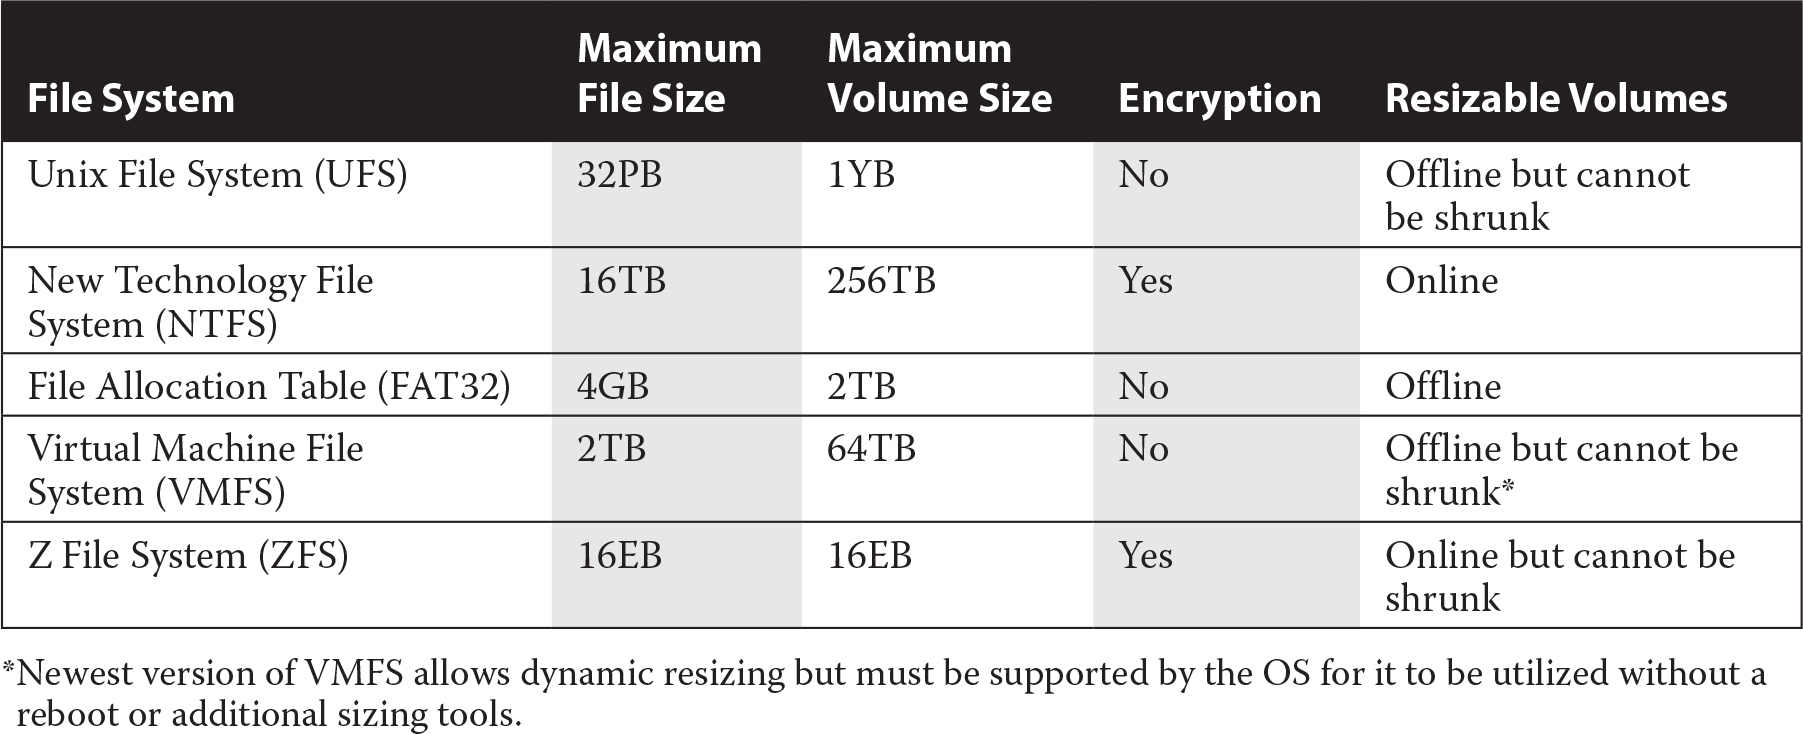 File System Maximum File Size Maximum Volume Size Encryption Resizable Volumes
Unix File System (UFS) 32PB 1YB No Offline but cannot
be shrunk
New Technology File 16TB 256TB Yes Online
System (NTFS)
File Allocation Table (FAT32) 4GB 2TB No Offline
Virtual Machine File 2TB 64TB No Offline but cannot be
System (VMFS) shrunk*
Z File System (ZFS) 16EB 16EB Yes Online but cannot be
shrunk
*Newest version of VMFS allows dynamic resizing but must be supported by the OS for it to be utilized without a
reboot or additional sizing tools.